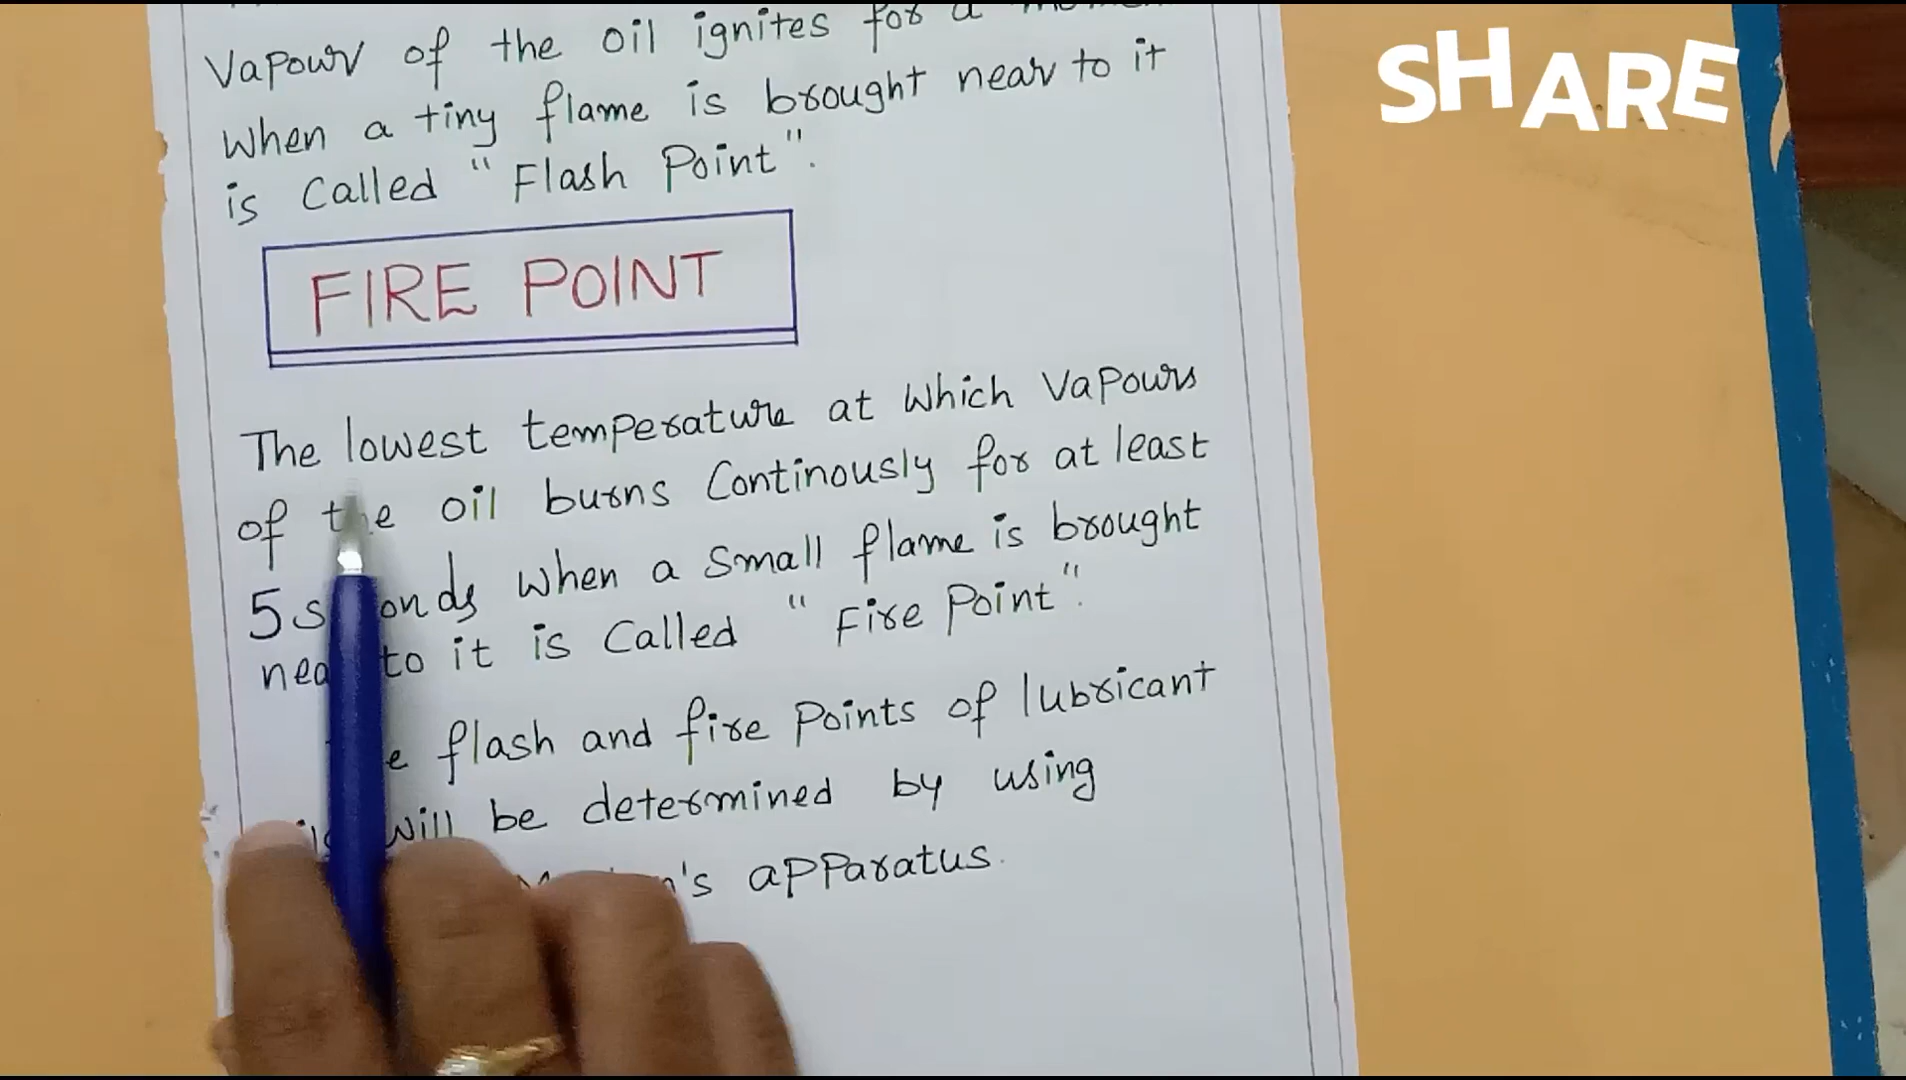 Vapour of the oil ignites for a
when a tiny flame is brought near to it
is Called "Flash Point".
SHARE
FIRE POINT
The lowest temperature at which Vapours
of the oil burns Continously for at least
5 seconds when a small flame is brought
near to it is Called "Fire Point".
flash and fire Points of lubricant
will be determined by using
apparatus.